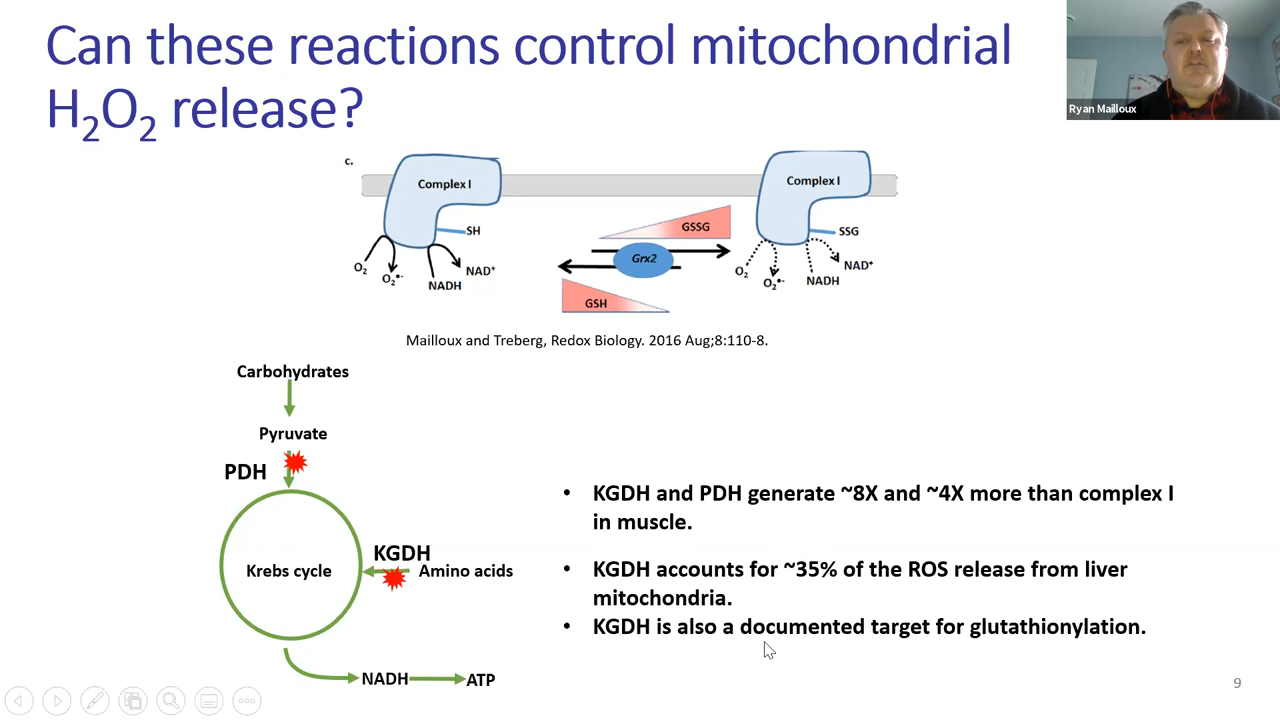 Can these reactions control mitochondrial
H₂O₂ release?
Ryan Mailloux
c.
Complex I
SH
O₂
O₂•-
NADH
NAD⁺
GSSG
Grx2
GSH
Complex I
SSG
O₂
O₂•-
NADH
NAD⁺
Mailloux and Treberg, Redox Biology. 2016 Aug;8:110-8.
Carbohydrates
Pyruvate
PDH
Krebs cycle
KGDH
Amino acids
NADH
ATP
• KGDH and PDH generate ~8X and ~4X more than complex I
in muscle.
• KGDH accounts for ~35% of the ROS release from liver
mitochondria.
• KGDH is also a documented target for glutathionylation.
9